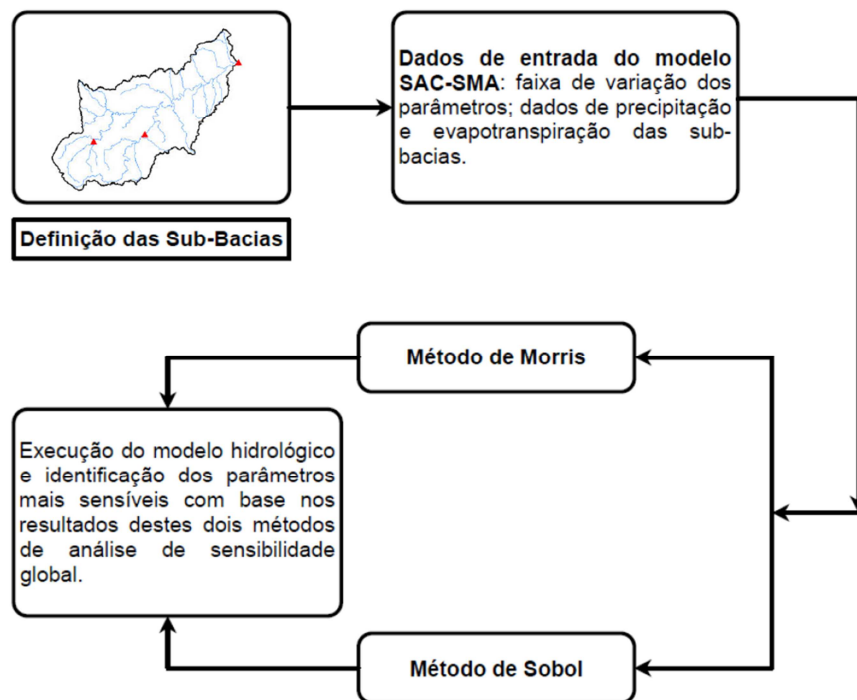 Dados de entrada do modelo
SAC-SMA: faixa de variação dos
parâmetros; dados de precipitação
e evapotranspiração das sub-
bacias.
Definição das Sub-Bacias
Método de Morris
Execução do modelo hidrológico
e identificação dos parâmetros
mais sensíveis com base nos
resultados destes dois métodos
de análise de sensibilidade
global.
Método de Sobol